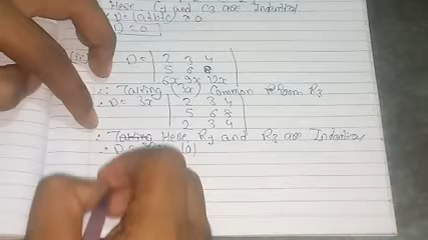 Here C1 and C3 are Indentical
∴ D = (a+b+c) × 0
∴ D = 0
D = | 2 3 4 |
5 6 8
6x 9x 12x
∴ Taking (3x) Common from R3
∴ D = 3x | 2 3 4 |
5 6 8
2 3 4
∴ Here R1 and R3 are Indentical
∴ D = (0)